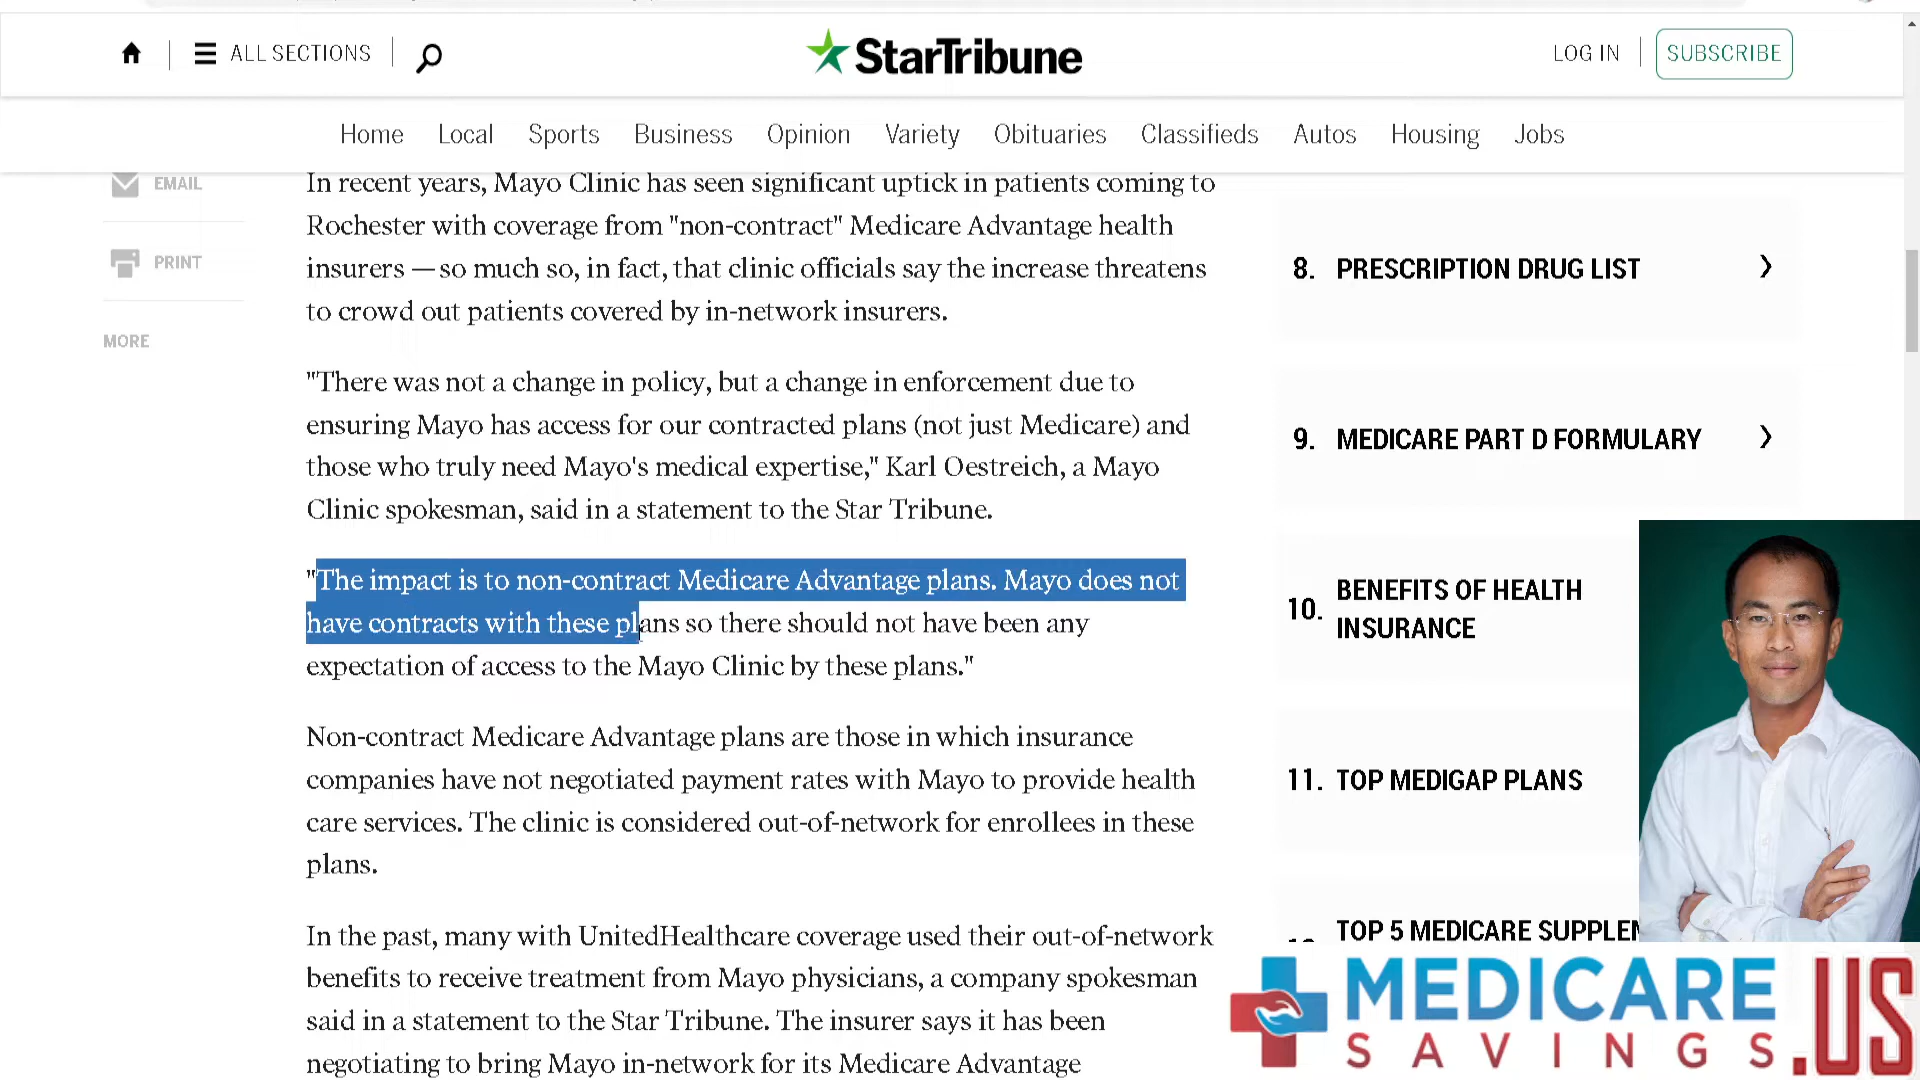 ALL SECTIONS
StarTribune
LOG IN
SUBSCRIBE
Home Local Sports Business Opinion Variety Obituaries Classifieds Autos Housing Jobs
EMAIL
PRINT
MORE
In recent years, Mayo Clinic has seen significant uptick in patients coming to
Rochester with coverage from "non-contract" Medicare Advantage health
insurers — so much so, in fact, that clinic officials say the increase threatens
to crowd out patients covered by in-network insurers.
"There was not a change in policy, but a change in enforcement due to
ensuring Mayo has access for our contracted plans (not just Medicare) and
those who truly need Mayo's medical expertise," Karl Oestreich, a Mayo
Clinic spokesman, said in a statement to the Star Tribune.
"The impact is to non-contract Medicare Advantage plans. Mayo does not
have contracts with these plans so there should not have been any
expectation of access to the Mayo Clinic by these plans."
Non-contract Medicare Advantage plans are those in which insurance
companies have not negotiated payment rates with Mayo to provide health
care services. The clinic is considered out-of-network for enrollees in these
plans.
In the past, many with UnitedHealthcare coverage used their out-of-network
benefits to receive treatment from Mayo physicians, a company spokesman
said in a statement to the Star Tribune. The insurer says it has been
negotiating to bring Mayo in-network for its Medicare Advantage
8. PRESCRIPTION DRUG LIST
9. MEDICARE PART D FORMULARY
10. BENEFITS OF HEALTH
INSURANCE
11. TOP MEDIGAP PLANS
TOP 5 MEDICARE
MEDICARE
SAVINGS
.US